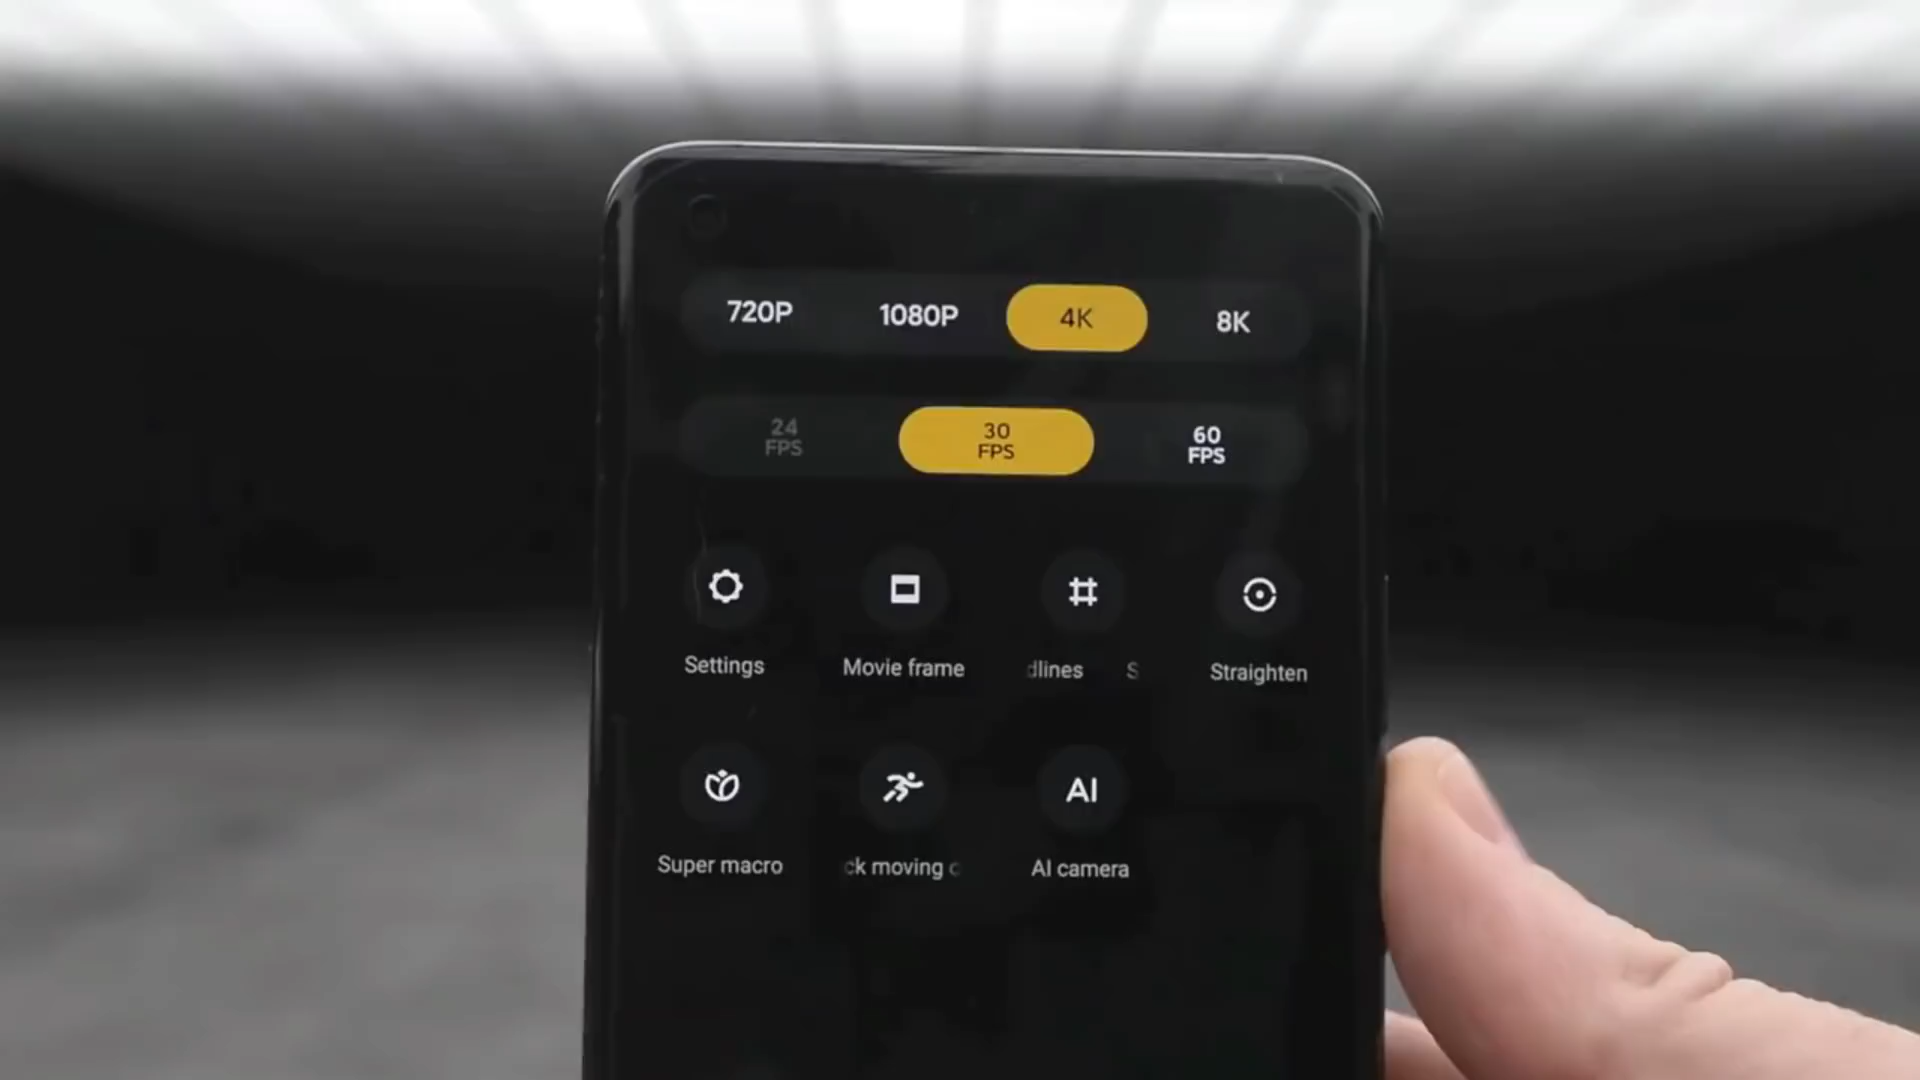 720P 1080P 4K 8K
24 FPS
30 FPS
60 FPS
Settings Movie frame dlines S Straighten
Super macro ck moving AI AI camera